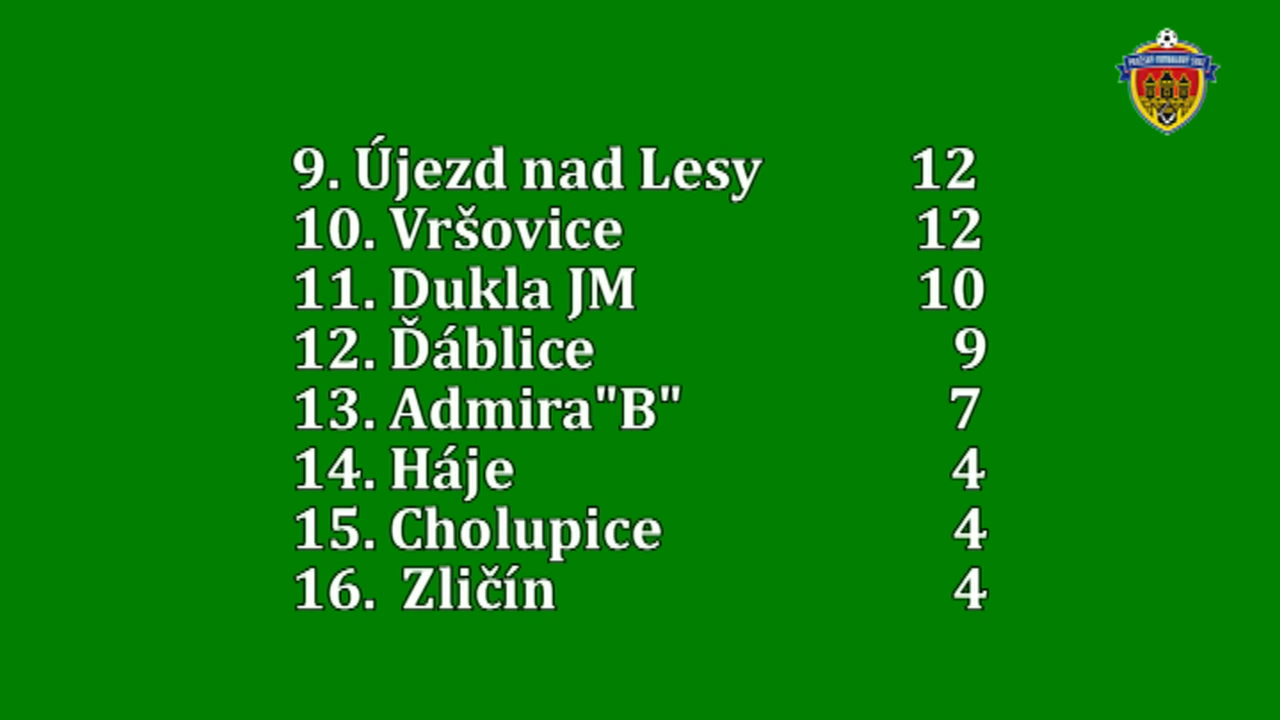 9. Újezd nad Lesy 12
10. Vršovice 12
11. Dukla JM 10
12. Ďáblice 9
13. Admira"B" 7
14. Háje 4
15. Cholupice 4
16. Zličín 4